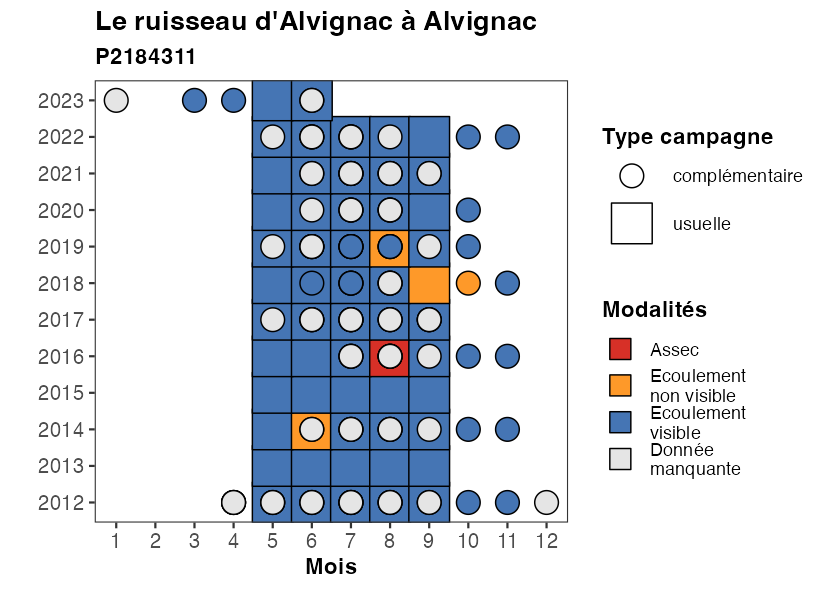 Le ruisseau d'Alvignac à Alvignac
P2184311
2023
2022
2021
2020
2019
2018
2017
2016
2015
2014
2013
2012
1 2 3 4 5 6 7 8 9 10 11 12
Mois
Type campagne
complémentaire
usuelle
Modalités
Assec
Ecoulement
non visible
Ecoulement
visible
Donnée
manquante